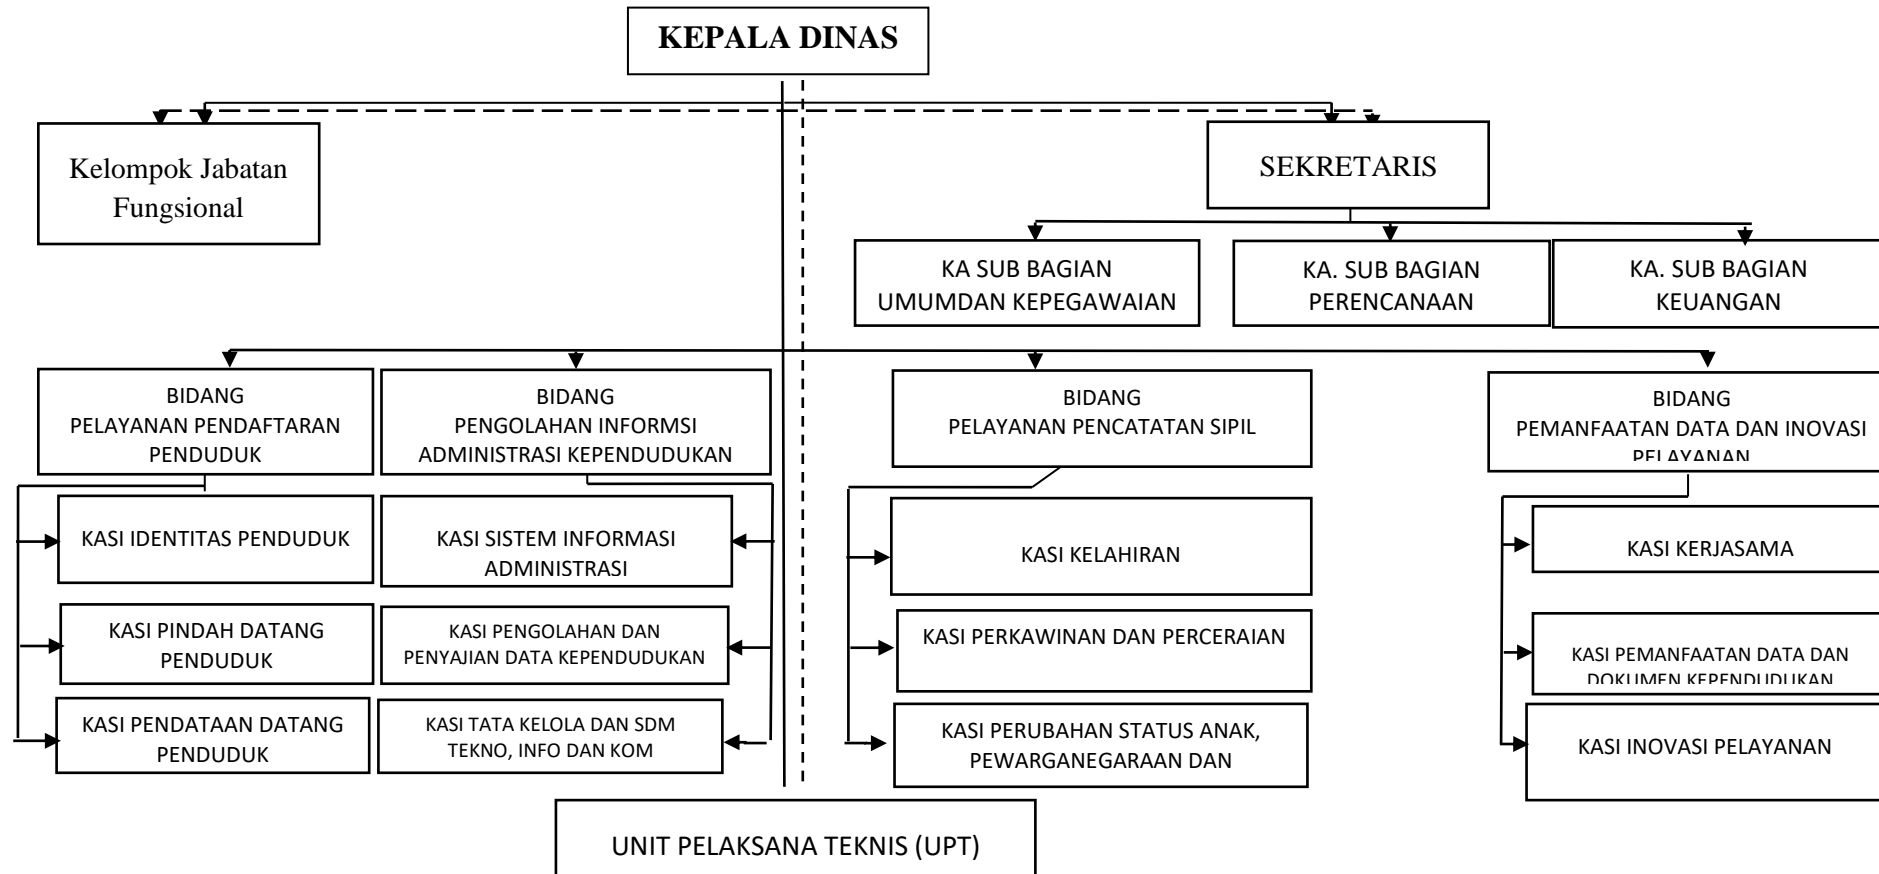 KEPALA DINAS
Kelompok Jabatan
Fungsional
SEKRETARIS
KA SUB BAGIAN
UMUMDAN KEPEGAWAIAN
KA. SUB BAGIAN
PERENCANAAN
KA. SUB BAGIAN
KEUANGAN
BIDANG
PELAYANAN PENDAFTARAN
PENDUDUK
BIDANG
PENGOLAHAN INFORMSI
ADMINISTRASI KEPENDUDUKAN
BIDANG
PELAYANAN PENCATATAN SIPIL
BIDANG
PEMANFAATAN DATA DAN INOVASI
PELAYANAN
KASI IDENTITAS PENDUDUK
KASI SISTEM INFORMASI
ADMINISTRASI
KASI KELAHIRAN
KASI KERJASAMA
KASI PINDAH DATANG
PENDUDUK
KASI PENGOLAHAN DAN
PENYAJIAN DATA KEPENDUDUKAN
KASI PERKAWINAN DAN PERCERAIAN
KASI PEMANFAATAN DATA DAN
DOKUMEN KEPENDUDUKAN
KASI PENDATAAN DATANG
PENDUDUK
KASI TATA KELOLA DAN SDM
TEKNO, INFO DAN KOM
KASI PERUBAHAN STATUS ANAK,
PEWARGANEGARAAN DAN
KASI INOVASI PELAYANAN
UNIT PELAKSANA TEKNIS (UPT)